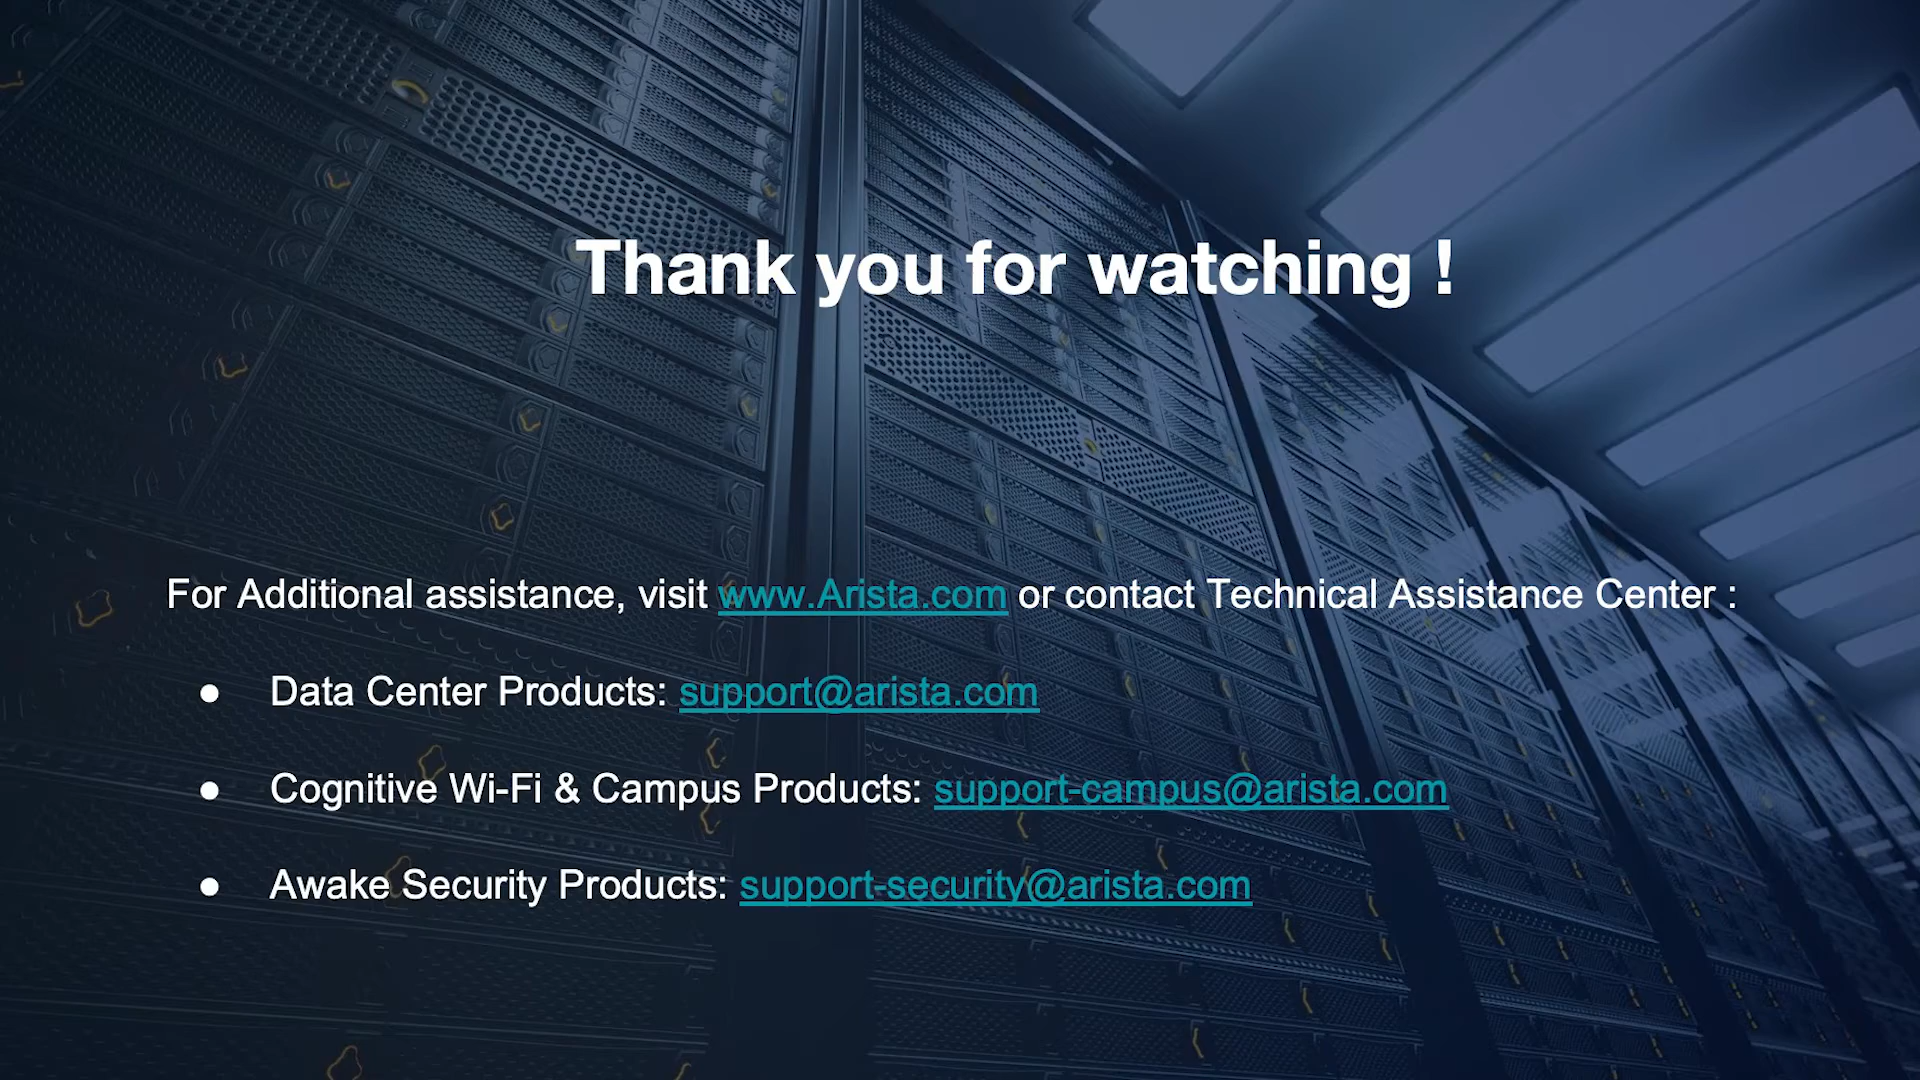 Thank you for watching !
For Additional assistance, visit www.Arista.com or contact Technical Assistance Center :
● Data Center Products: support@arista.com
● Cognitive Wi-Fi & Campus Products: support-campus@arista.com
● Awake Security Products: support-security@arista.com